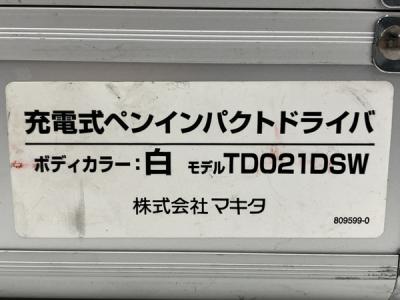 充電式ペンインパクトドライバ
ボディカラー:白 モデルTD021DSW
株式会社マキタ
809599-0